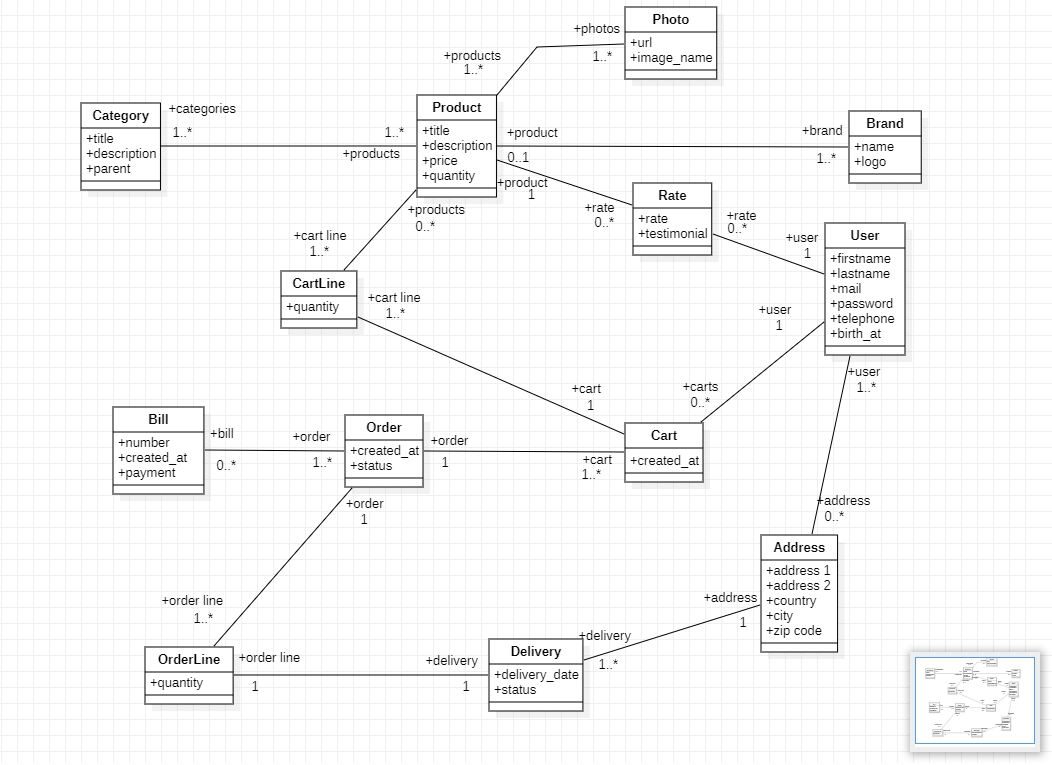 Photo
+url
+image_name
+photos
1..*
+products
1..*
Category
+title
+description
+parent
+categories
1..*
1..*
+products
Product
+title
+description
+price
+quantity
+product
0..1
+brand
1..*
Brand
+name
+logo
+product
1
+rate
0..*
Rate
+rate
+testimonial
+rate
0..*
+user
1
User
+firstname
+lastname
+mail
+password
+telephone
+birth_at
+products
0..*
+cart line
1..*
CartLine
+quantity
+cart line
1..*
+cart
1
+user
1
+carts
0..*
+user
1..*
Cart
+created_at
Bill
+number
+created_at
+payment
+bill
0..*
+order
1..*
Order
+created_at
+status
+order
1
+cart
1..*
+order
1
+order line
1..*
+address
0..*
Address
+address 1
+address 2
+country
+city
+zip code
+address
1
+delivery
1..*
OrderLine
+quantity
+order line
1
+delivery
1
Delivery
+delivery_date
+status